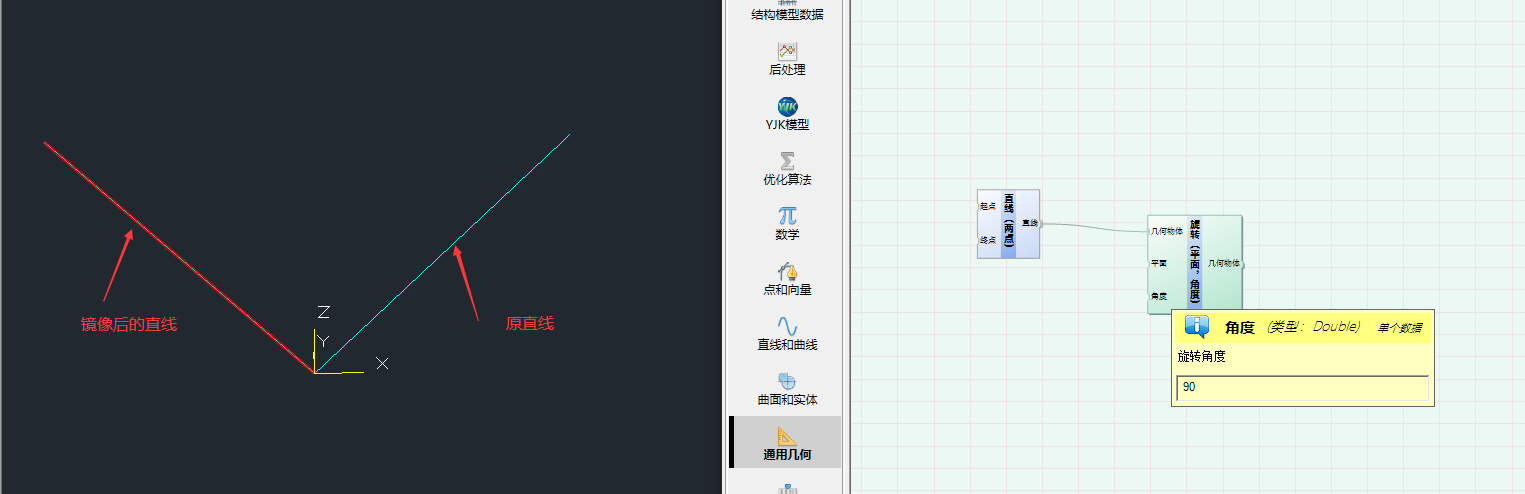 镜像后的直线
原直线
Z
Y
X
结构模型数据
后处理
YJK
YJK模型
优化算法
数学
点和向量
直线和曲线
曲面和实体
通用几何
起点
终点
直线（两点）
直线
几何物体
平面
角度
旋转（平面，角度）
几何物体
角度 (类型：Double) 单个数据
旋转角度
90